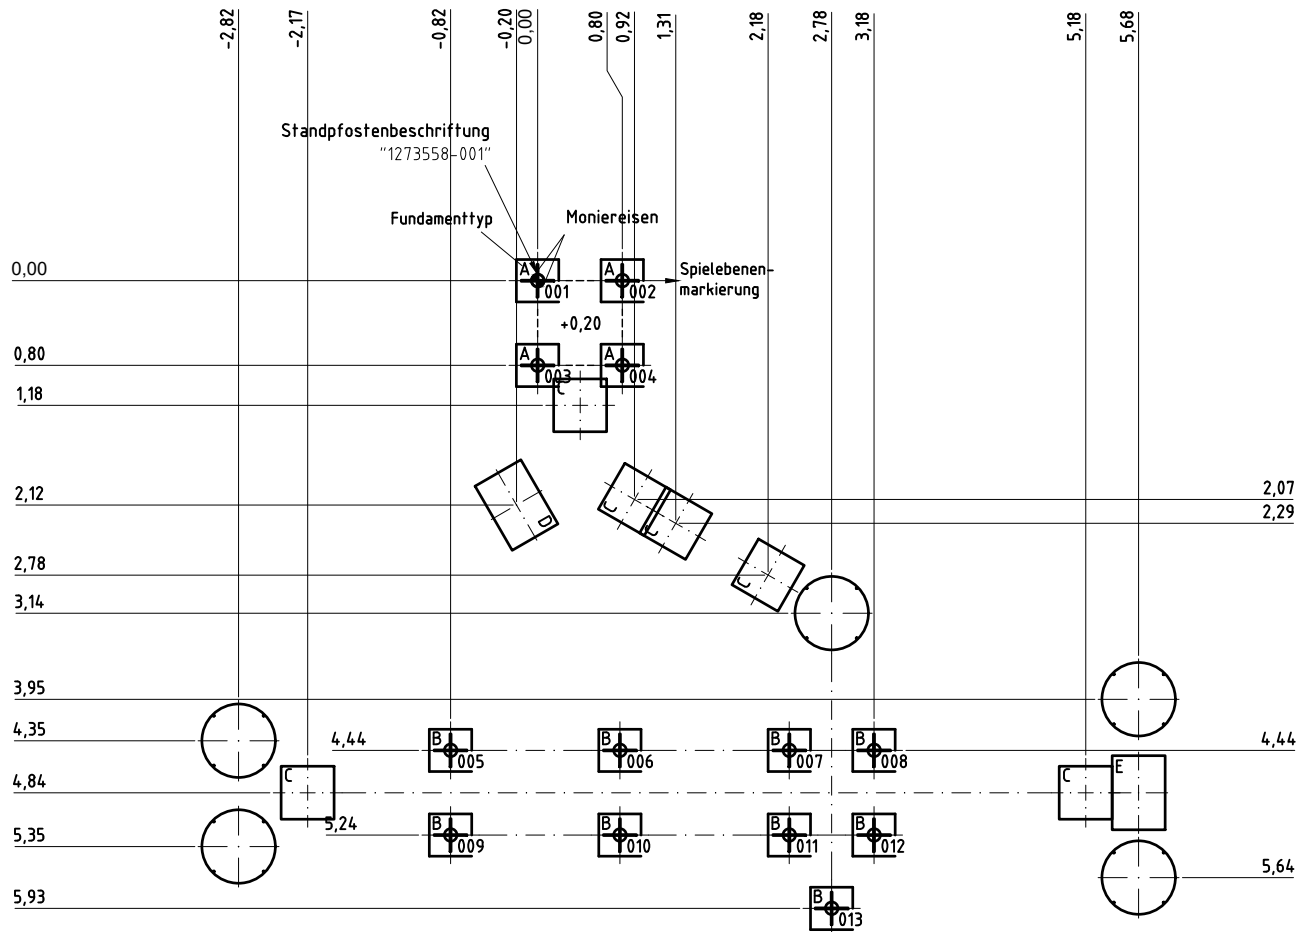 -2,82
-2,17
-0,82
-0,20
0,00
0,80
0,92
1,31
2,18
2,78
3,18
5,18
5,68
Standpfostenbeschriftung
"1273558-001"
Fundamenttyp
Moniereisen
0,00
A
001
A
002
Spielebenen-
markierung
+0,20
0,80
A
003
A
004
1,18
C
2,12
D
C
C
2,07
2,29
2,78
C
3,14
3,95
4,35
4,44
B
005
B
006
B
007
B
008
4,44
4,84
C
C
E
5,24
B
009
B
010
B
011
B
012
5,35
5,64
5,93
B
013